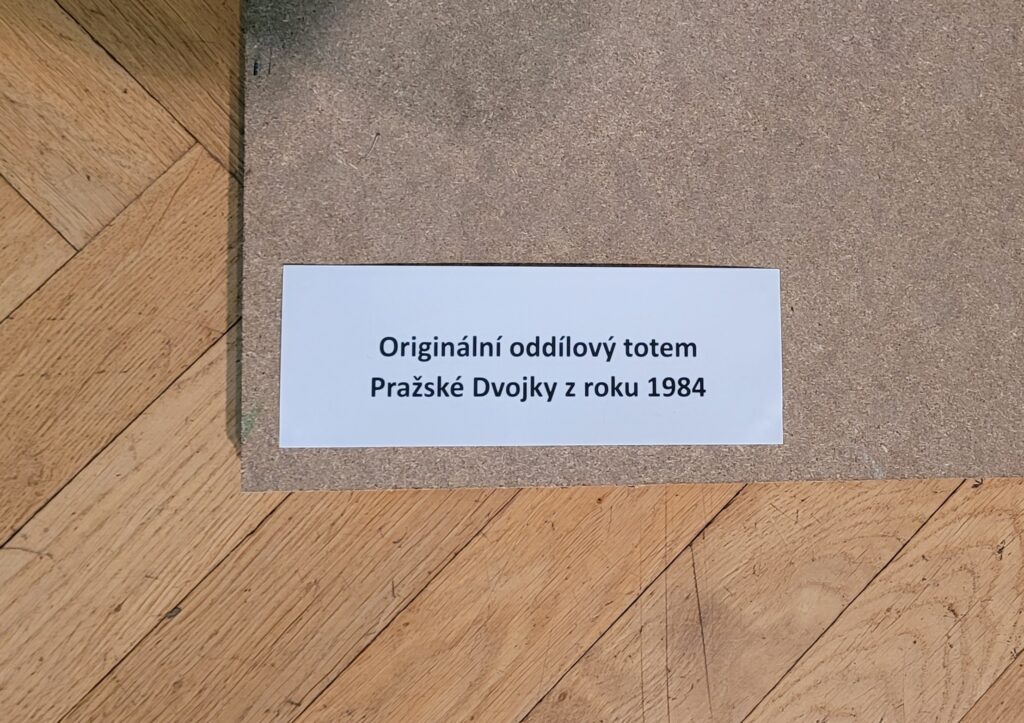 Originální oddílový totem
Pražské Dvojky z roku 1984